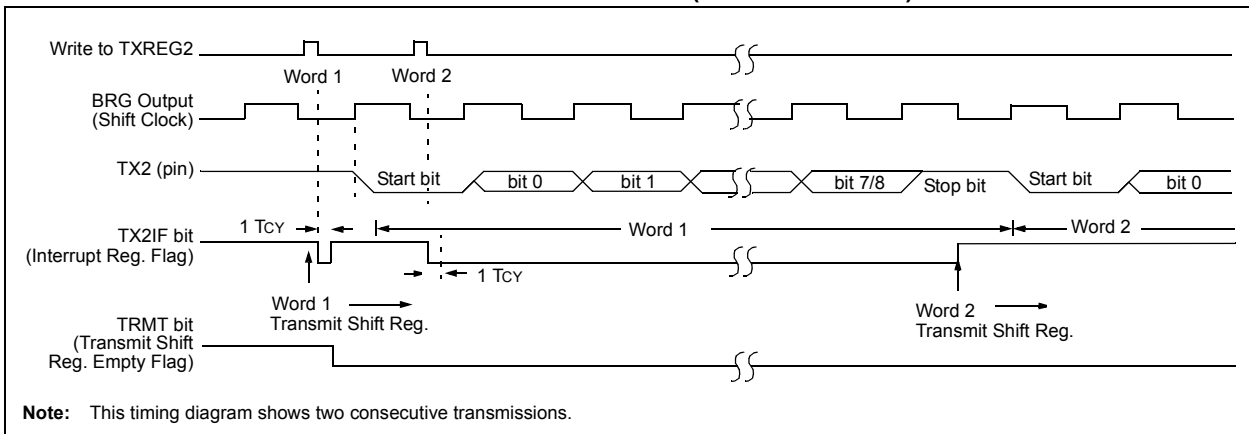 Write to TXREG2
Word 1
Word 2
BRG Output
(Shift Clock)
TX2 (pin)
Start bit
bit 0
bit 1
bit 7/8
Stop bit
Start bit
bit 0
1 TCY
Word 1
Word 2
TX2IF bit
(Interrupt Reg. Flag)
1 TCY
Word 1
Transmit Shift Reg.
Word 2
Transmit Shift Reg.
TRMT bit
(Transmit Shift
Reg. Empty Flag)
Note: This timing diagram shows two consecutive transmissions.